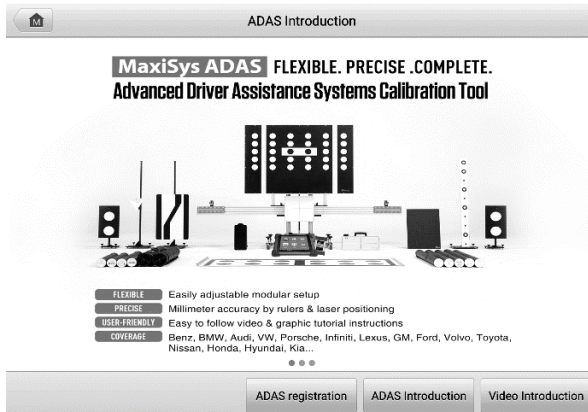 M
ADAS Introduction
MaxiSys ADAS FLEXIBLE. PRECISE .COMPLETE.
Advanced Driver Assistance Systems Calibration Tool
FLEXIBLE Easily adjustable modular setup
PRECISE Millimeter accuracy by rulers & laser positioning
USER-FRIENDLY Easy to follow video & graphic tutorial instructions
COVERAGE Benz, BMW, Audi, VW, Porsche, Infiniti, Lexus, GM, Ford, Volvo, Toyota,
Nissan, Honda, Hyundai, Kia...
ADAS registration ADAS Introduction Video Introduction